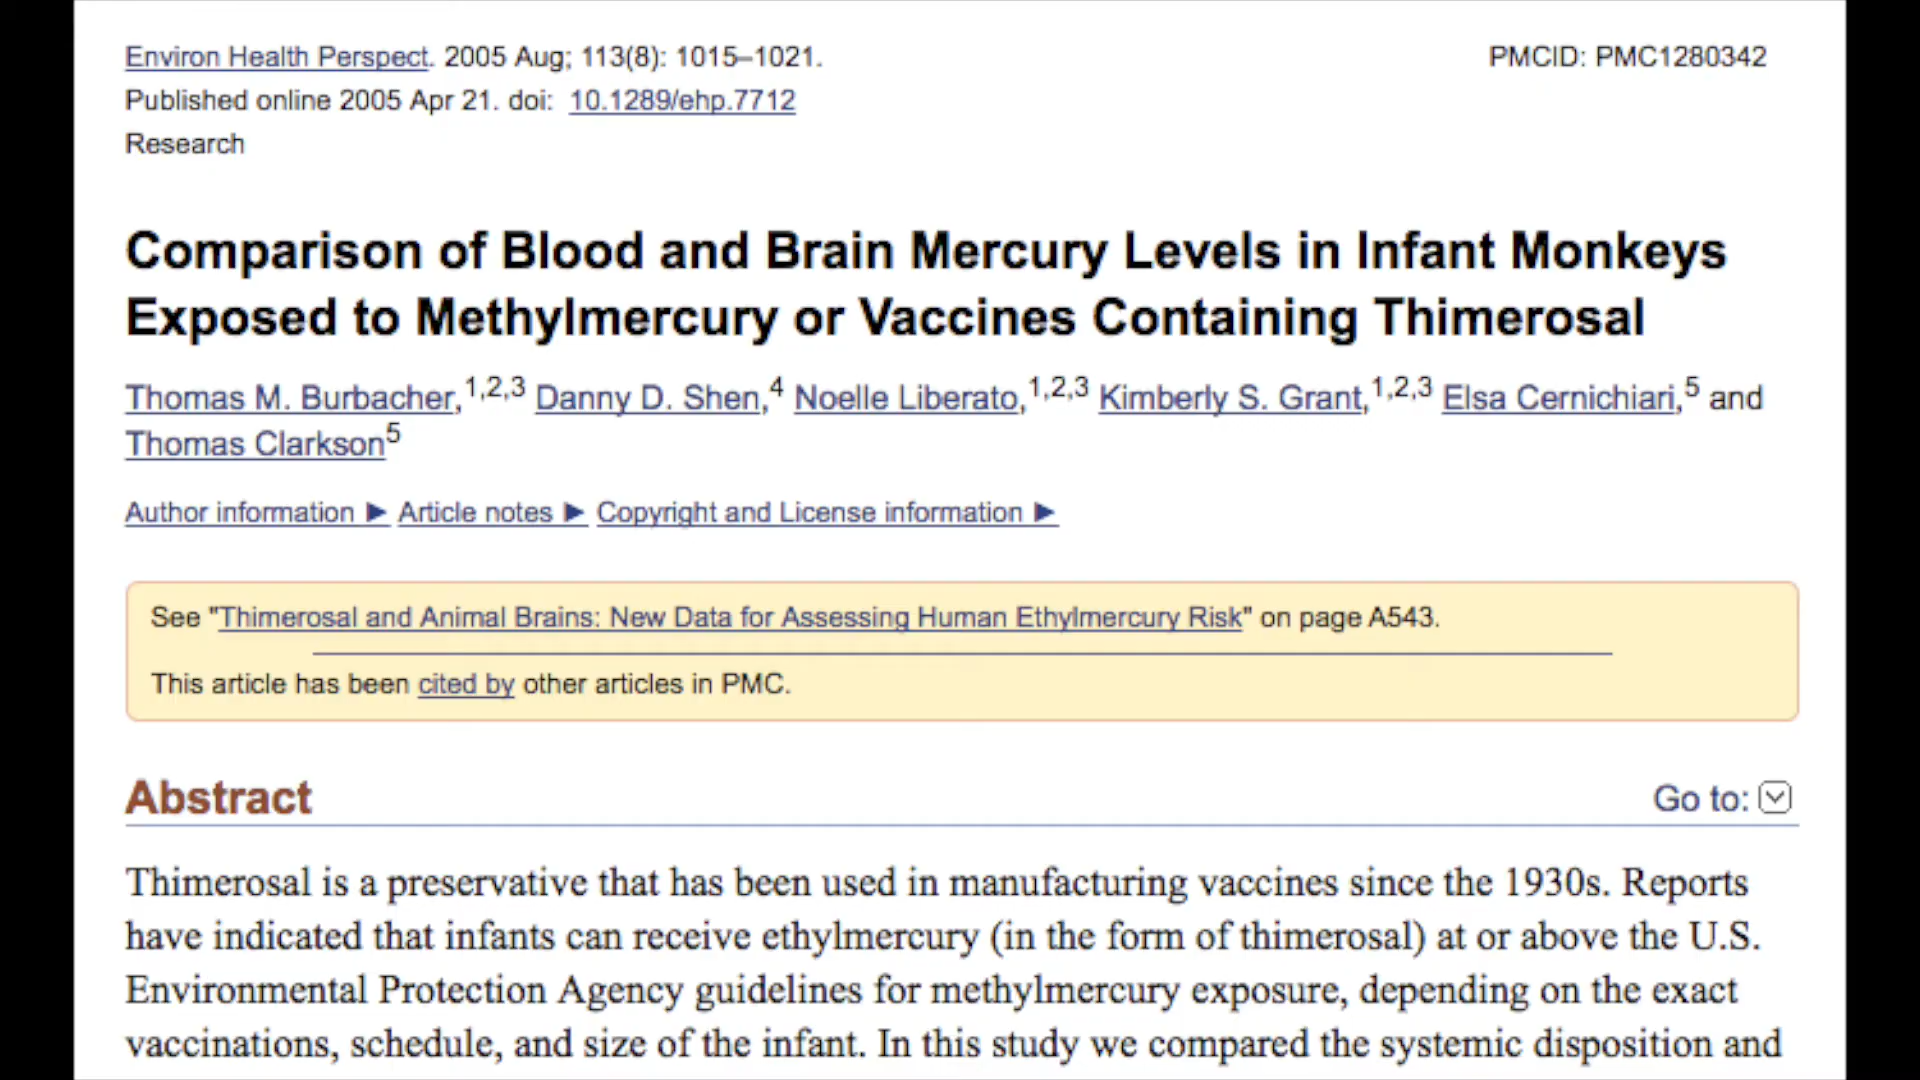 Environ Health Perspect. 2005 Aug; 113(8): 1015–1021.
PMCID: PMC1280342
Published online 2005 Apr 21. doi: 10.1289/ehp.7712
Research
Comparison of Blood and Brain Mercury Levels in Infant Monkeys
Exposed to Methylmercury or Vaccines Containing Thimerosal
Thomas M. Burbacher,1,2,3 Danny D. Shen,4 Noelle Liberato,1,2,3 Kimberly S. Grant,1,2,3 Elsa Cernichiari,5 and
Thomas Clarkson5
Author information ► Article notes ► Copyright and License information ►
See "Thimerosal and Animal Brains: New Data for Assessing Human Ethylmercury Risk" on page A543.
This article has been cited by other articles in PMC.
Abstract
Go to:
Thimerosal is a preservative that has been used in manufacturing vaccines since the 1930s. Reports
have indicated that infants can receive ethylmercury (in the form of thimerosal) at or above the U.S.
Environmental Protection Agency guidelines for methylmercury exposure, depending on the exact
vaccinations, schedule, and size of the infant. In this study we compared the systemic disposition and